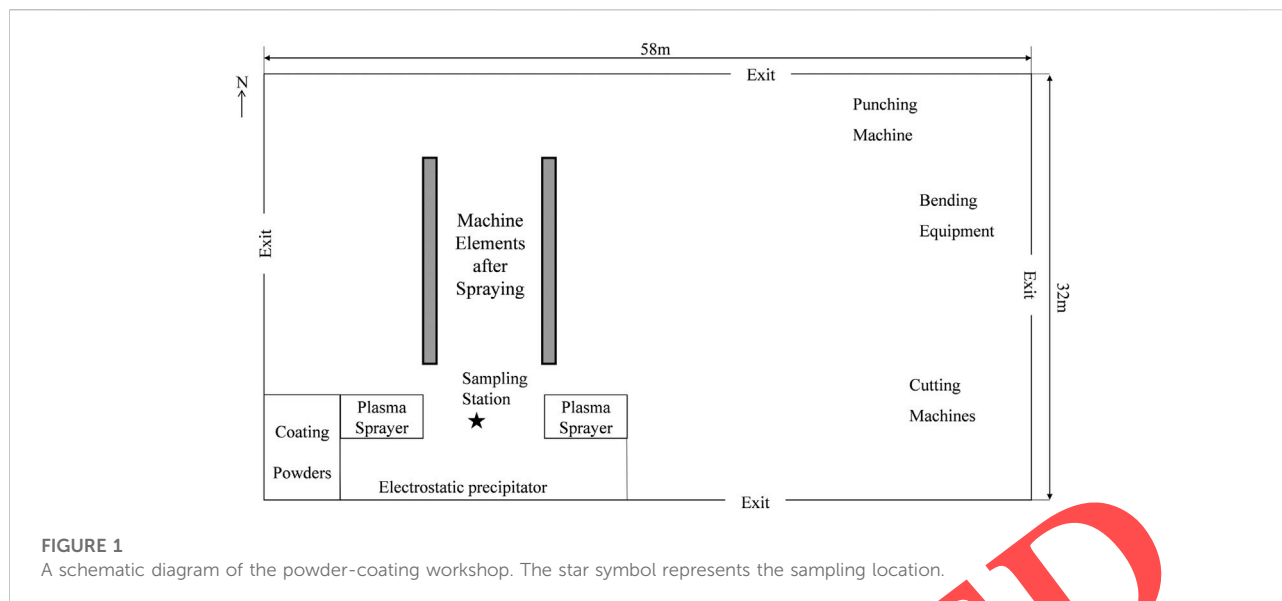 58m
N
Exit
Punching
Machine
Bending
Equipment
Machine
Elements
after
Spraying
Exit
Exit
32m
Sampling
Station
Cutting
Machines
Plasma
Sprayer
Plasma
Sprayer
Coating
Powders
Electrostatic precipitator
Exit
FIGURE 1
A schematic diagram of the powder-coating workshop. The star symbol represents the sampling location.